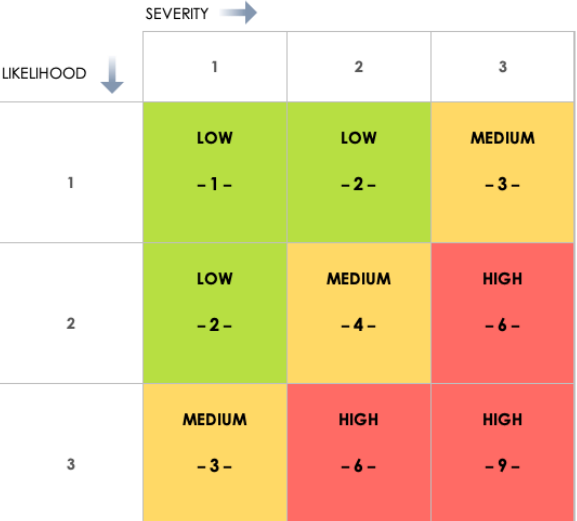 SEVERITY
LIKELIHOOD 1 2 3
LOW LOW MEDIUM
1 – 1 – – 2 – – 3 –
LOW MEDIUM HIGH
2 – 2 – – 4 – – 6 –
MEDIUM HIGH HIGH
3 – 3 – – 6 – – 9 –